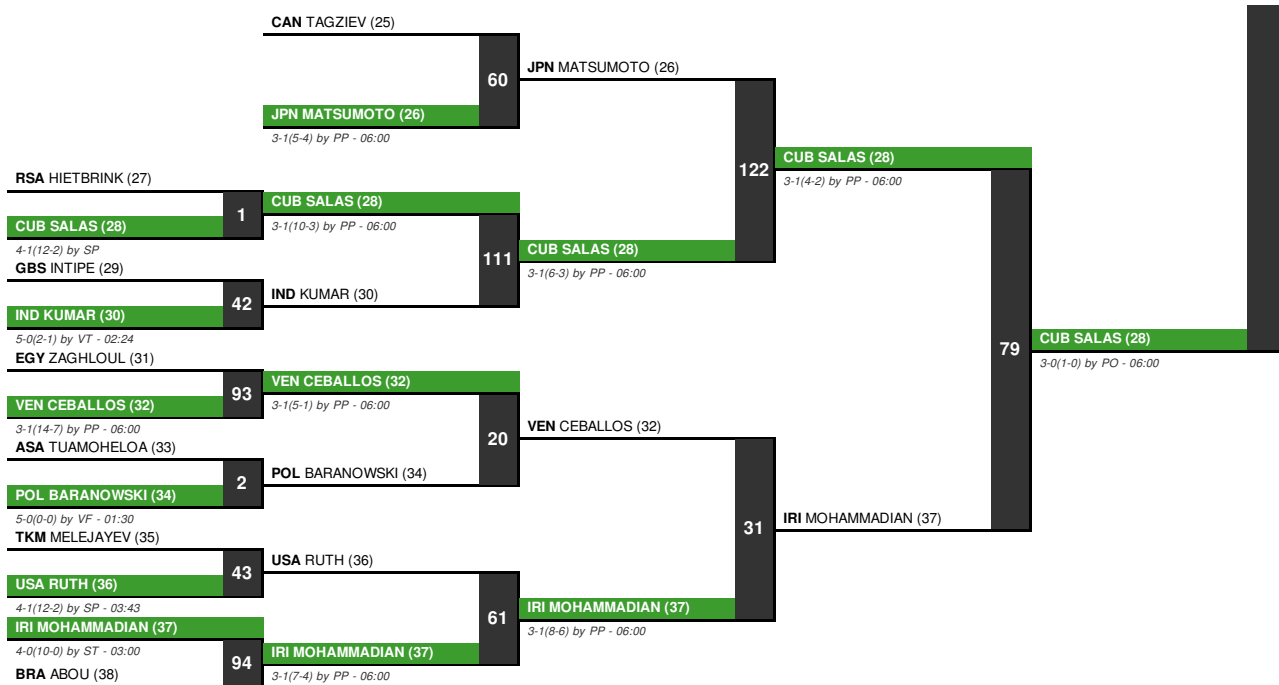 CAN TAGZIEV (25)
60
JPN MATSUMOTO (26)
JPN MATSUMOTO (26)
3-1(5-4) by PP - 06:00
122
CUB SALAS (28)
3-1(4-2) by PP - 06:00
RSA HIETBRINK (27)
1
CUB SALAS (28)
3-1(10-3) by PP - 06:00
CUB SALAS (28)
4-1(12-2) by SP
111
CUB SALAS (28)
3-1(6-3) by PP - 06:00
GBS INTIPE (29)
42
IND KUMAR (30)
IND KUMAR (30)
5-0(2-1) by VT - 02:24
79
CUB SALAS (28)
3-0(1-0) by PO - 06:00
EGY ZAGHLOUL (31)
93
VEN CEBALLOS (32)
3-1(5-1) by PP - 06:00
VEN CEBALLOS (32)
3-1(14-7) by PP - 06:00
20
VEN CEBALLOS (32)
ASA TUAMOHELOA (33)
2
POL BARANOWSKI (34)
POL BARANOWSKI (34)
5-0(0-0) by VF - 01:30
31
IRI MOHAMMADIAN (37)
TKM MELEJAYEV (35)
43
USA RUTH (36)
USA RUTH (36)
4-1(12-2) by SP - 03:43
61
IRI MOHAMMADIAN (37)
3-1(8-6) by PP - 06:00
IRI MOHAMMADIAN (37)
4-0(10-0) by ST - 03:00
94
IRI MOHAMMADIAN (37)
3-1(7-4) by PP - 06:00
BRA ABOU (38)